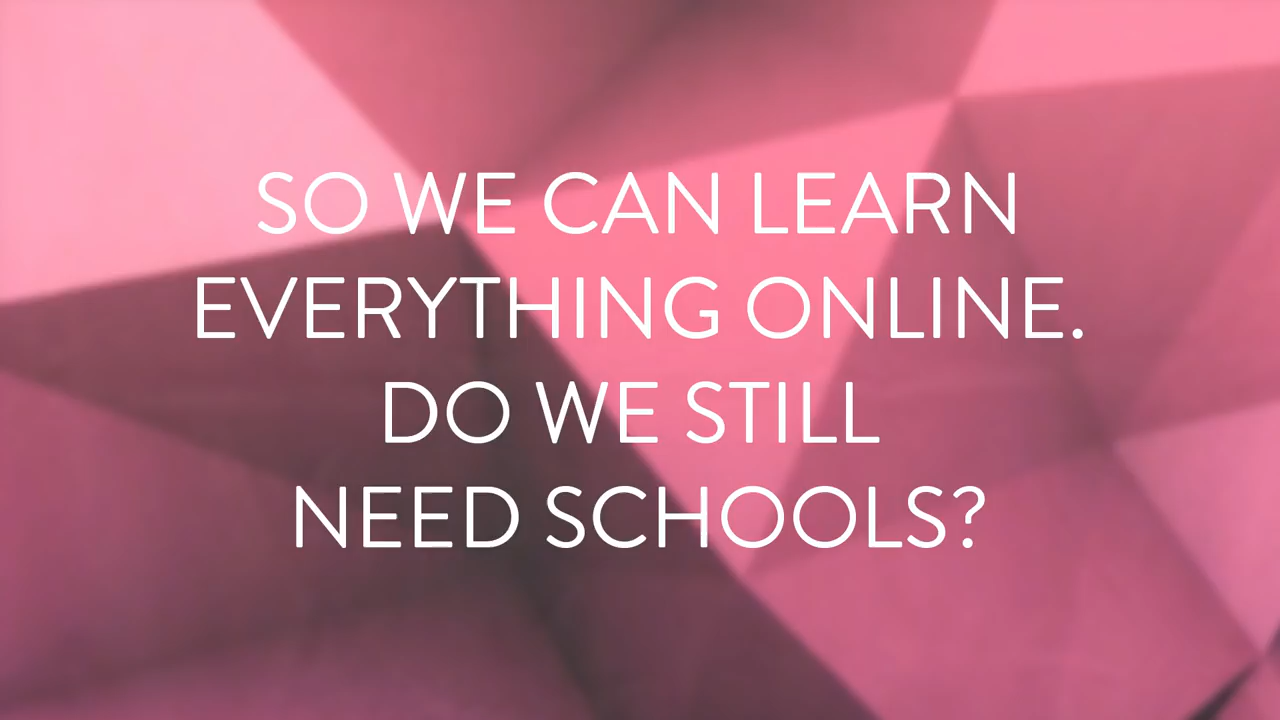 SO WE CAN LEARN
EVERYTHING ONLINE.
DO WE STILL
NEED SCHOOLS?